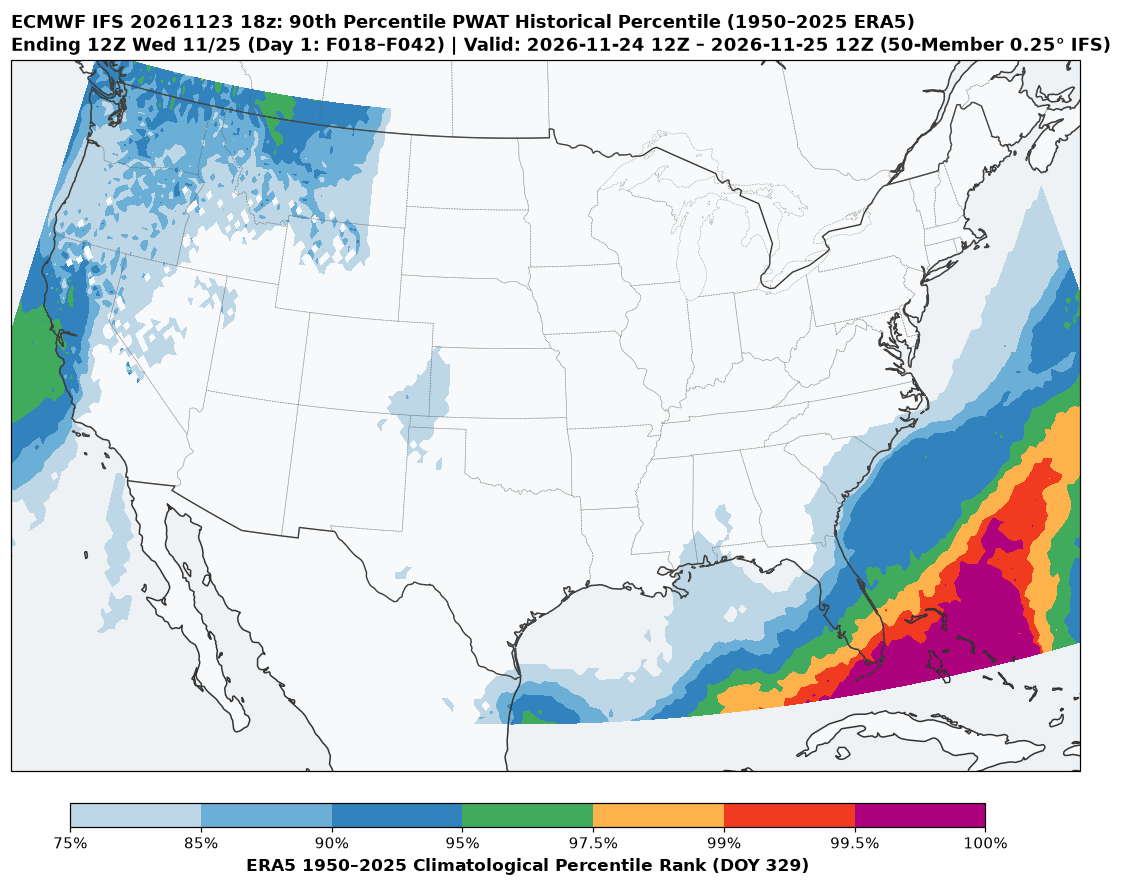 ECMWF IFS 20261123 18z: 90th Percentile PWAT Historical Percentile (1950–2025 ERA5)
Ending 12Z Wed 11/25 (Day 1: F018–F042) | Valid: 2026-11-24 12Z – 2026-11-25 12Z (50-Member 0.25° IFS)
75% 85% 90% 95% 97.5% 99% 99.5% 100%
ERA5 1950–2025 Climatological Percentile Rank (DOY 329)